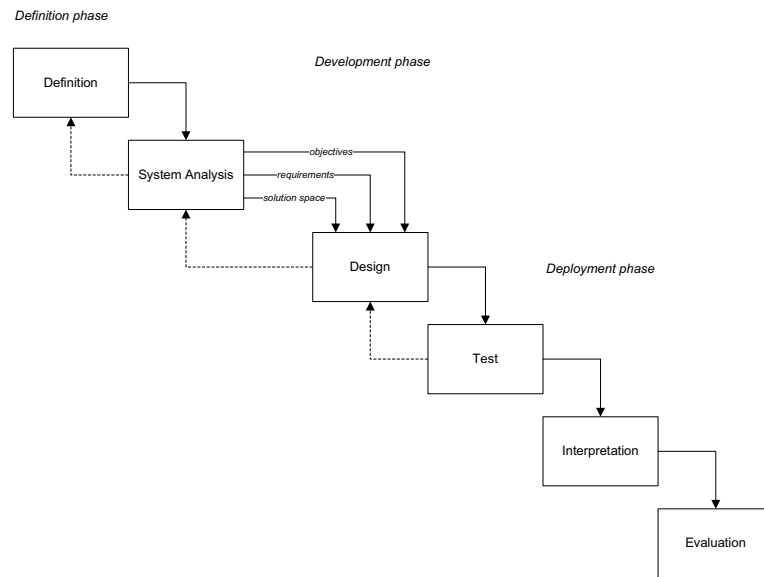 Definition phase
Development phase
Definition
objectives
System Analysis
requirements
solution space
Design
Deployment phase
Test
Interpretation
Evaluation